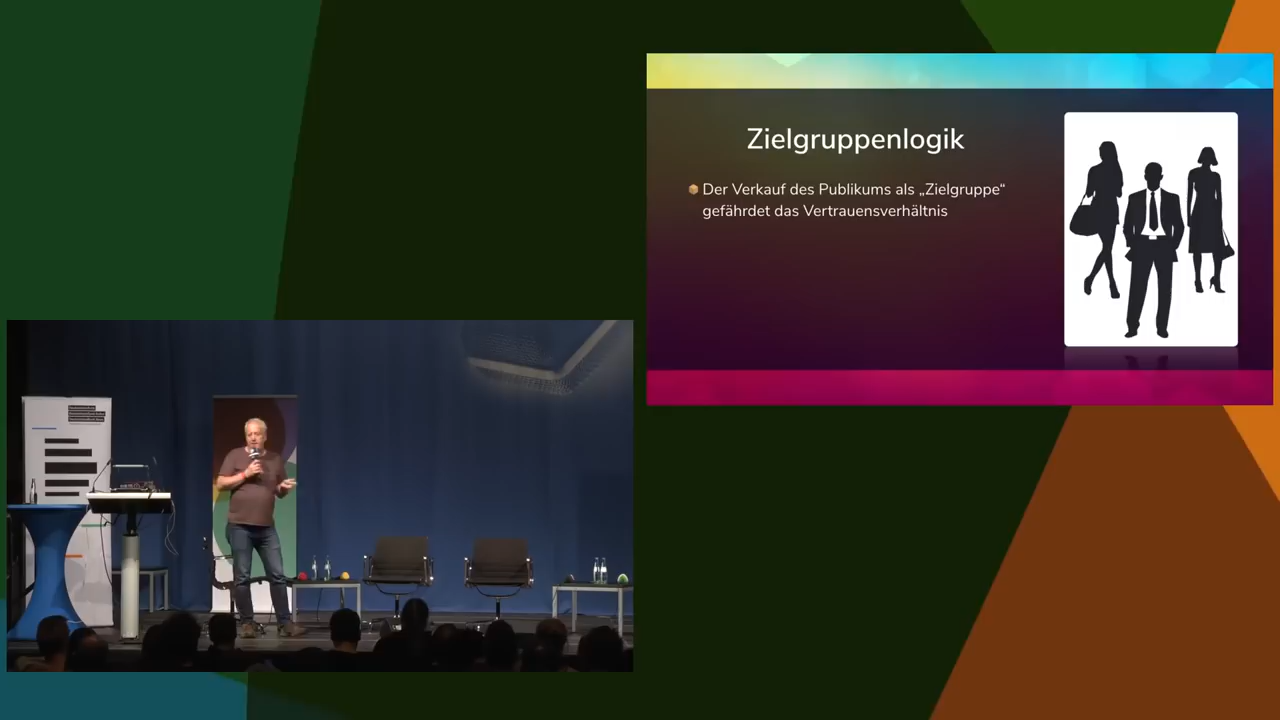 Zielgruppenlogik
Der Verkauf des Publikums als „Zielgruppe“
gefährdet das Vertrauensverhältnis